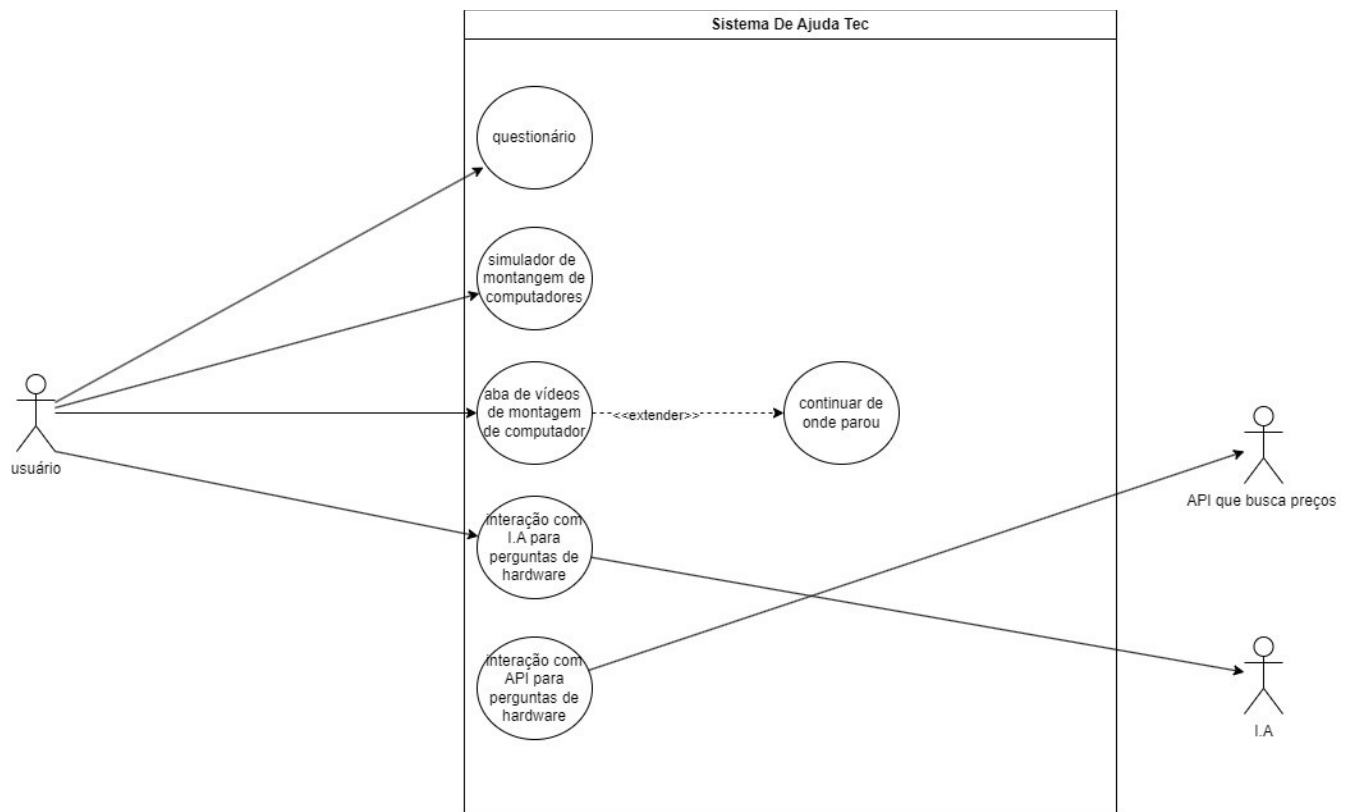 Sistema De Ajuda Tec
questionário
simulador de
montangem de
computadores
aba de vídeos
de montagem
de computador
<<extender>>
continuar de
onde parou
usuário
API que busca preços
interação com
I.A para
perguntas de
hardware
interação com
API para
perguntas de
hardware
I.A